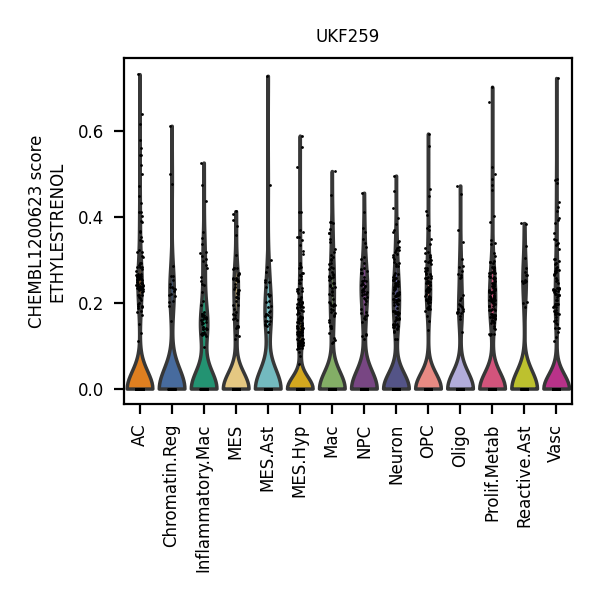 UKF259
CHEMBL1200623 score
ETHYLESTRENOL
0.6
0.4
0.2
0.0
AC
Chromatin.Reg
Inflammatory.Mac
MES
MES.Ast
MES.Hyp
Mac
NPC
Neuron
OPC
Oligo
Prolif.Metab
Reactive.Ast
Vasc